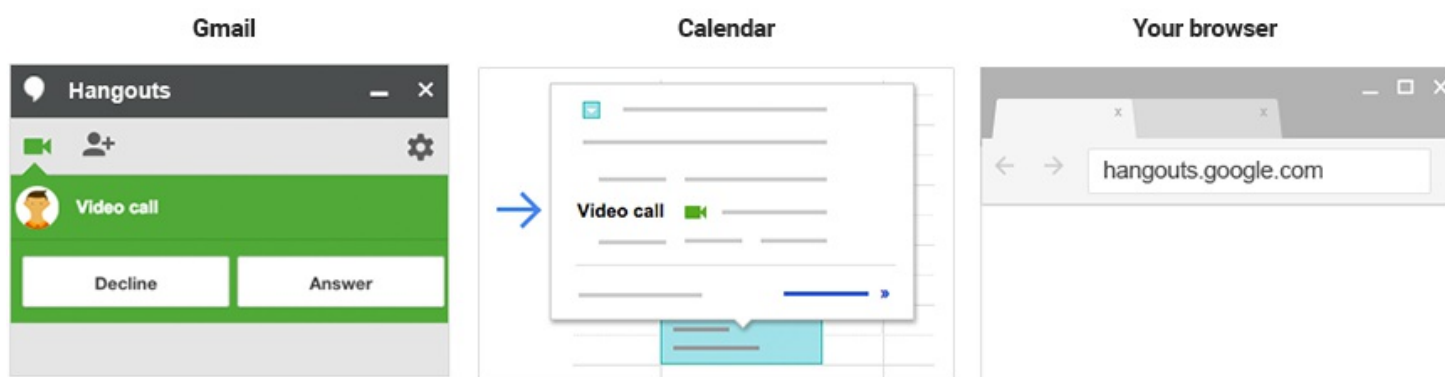 Gmail
Hangouts
Video call
Decline
Answer
Calendar
Video call
Your browser
hangouts.google.com